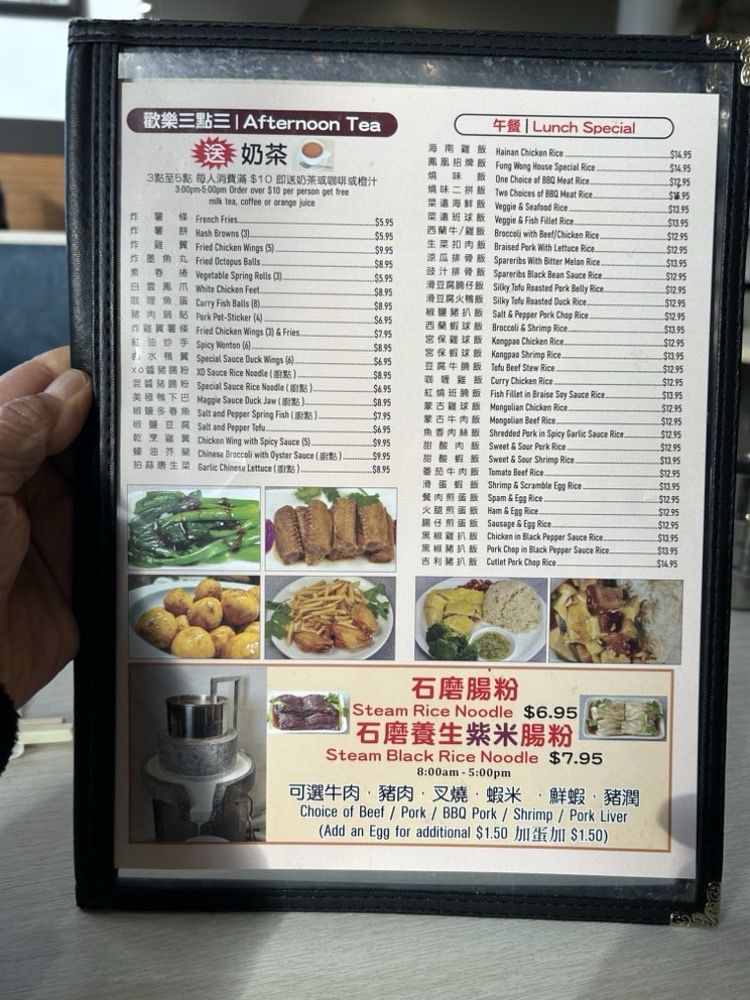 歡樂三點三 | Afternoon Tea
送 奶茶
3點至5點 每人消費滿 $10 即送奶茶或咖啡或橙汁
3:00pm-5:00pm Order over $10 per person get free
milk tea, coffee or orange juice
炸薯條 French Fries $5.95
炸薯餅 Hash Browns (3) $5.95
炸雞翼 Fried Chicken Wings (5) $9.95
炸墨魚丸 Fried Octopus Balls $8.95
素春捲 Vegetable Spring Rolls (3) $5.95
白雲鳳爪 White Chicken Feet $8.95
咖喱魚蛋 Curry Fish Balls (8) $8.95
豬肉鍋貼 Pork Pot-Sticker (4) $6.95
炸雞翼薯條 Fried Chicken Wings (3) & Fries $7.95
紅油炒手 Spicy Wonton (6) $8.95
鹵水鴨翼 Special Sauce Duck Wings (6) $6.95
XO醬豬腸粉 XO Sauce Rice Noodle (廚點) $8.95
混醬豬腸粉 Special Sauce Rice Noodle (廚點) $6.95
美極鴨下巴 Maggie Sauce Duck Jaw (廚點) $8.95
椒鹽多春魚 Salt and Pepper Spring Fish (廚點) $7.95
椒鹽豆腐 Salt and Pepper Tofu $6.95
乾烹雞翼 Chicken Wing with Spicy Sauce (5) $9.95
蠔油芥蘭 Chinese Broccoli with Oyster Sauce (廚點) $9.95
拍蒜唐生菜 Garlic Chinese Lettuce (廚點) $8.95
午餐 | Lunch Special
海南雞飯 Hainan Chicken Rice $14.95
鳳凰招牌飯 Fung Wong House Special Rice $14.95
燒味飯 One Choice of BBQ Meat Rice $12.95
燒味二拼飯 Two Choices of BBQ Meat Rice
菜遠海鮮飯 Veggie & Seafood Rice $13.95
菜遠班球飯 Veggie & Fish Fillet Rice $13.95
西蘭牛/雞飯 Broccoli with Beef/Chicken Rice $12.95
生菜扣肉飯 Braised Pork With Lettuce Rice $12.95
涼瓜排骨飯 Spareribs With Bitter Melon Rice $13.95
豉汁排骨飯 Spareribs Black Bean Sauce Rice $12.95
滑豆腐腩仔飯 Silky Tofu Roasted Pork Belly Rice $12.95
滑豆腐火鴨飯 Silky Tofu Roasted Duck Rice $12.95
椒鹽豬扒飯 Salt & Pepper Pork Chop Rice $12.95
西蘭蝦球飯 Broccoli & Shrimp Rice $13.95
宮保雞球飯 Kongpao Chicken Rice $12.95
宮保蝦球飯 Kongpao Shrimp Rice $13.95
豆腐牛腩飯 Tofu Beef Stew Rice $12.95
咖喱雞飯 Curry Chicken Rice $12.95
紅燒班腩飯 Fish Fillet in Braise Soy Sauce Rice $13.95
蒙古雞球飯 Mongolian Chicken Rice $12.95
蒙古牛肉飯 Mongolian Beef Rice $12.95
魚香肉絲飯 Shredded Pork in Spicy Garlic Sauce Rice $12.95
甜酸肉飯 Sweet & Sour Pork Rice $12.95
甜酸蝦飯 Sweet & Sour Shrimp Rice $13.95
番茄牛肉飯 Tomato Beef Rice $12.95
滑蛋蝦飯 Shrimp & Scramble Egg Rice $13.95
餐肉煎蛋飯 Spam & Egg Rice $12.95
火腿煎蛋飯 Ham & Egg Rice $12.95
腸仔煎蛋飯 Sausage & Egg Rice $12.95
黑椒雞扒飯 Chicken in Black Pepper Sauce Rice $13.95
黑椒豬扒飯 Pork Chop in Black Pepper Sauce Rice $13.95
吉利豬扒飯 Cutlet Pork Chop Rice $14.95
石磨腸粉
Steam Rice Noodle $6.95
石磨養生紫米腸粉
Steam Black Rice Noodle $7.95
8:00am - 5:00pm
可選牛肉 · 豬肉 · 叉燒 · 蝦米 · 鮮蝦 · 豬潤
Choice of Beef / Pork / BBQ Pork / Shrimp / Pork Liver
(Add an Egg for additional $1.50 加蛋加 $1.50)